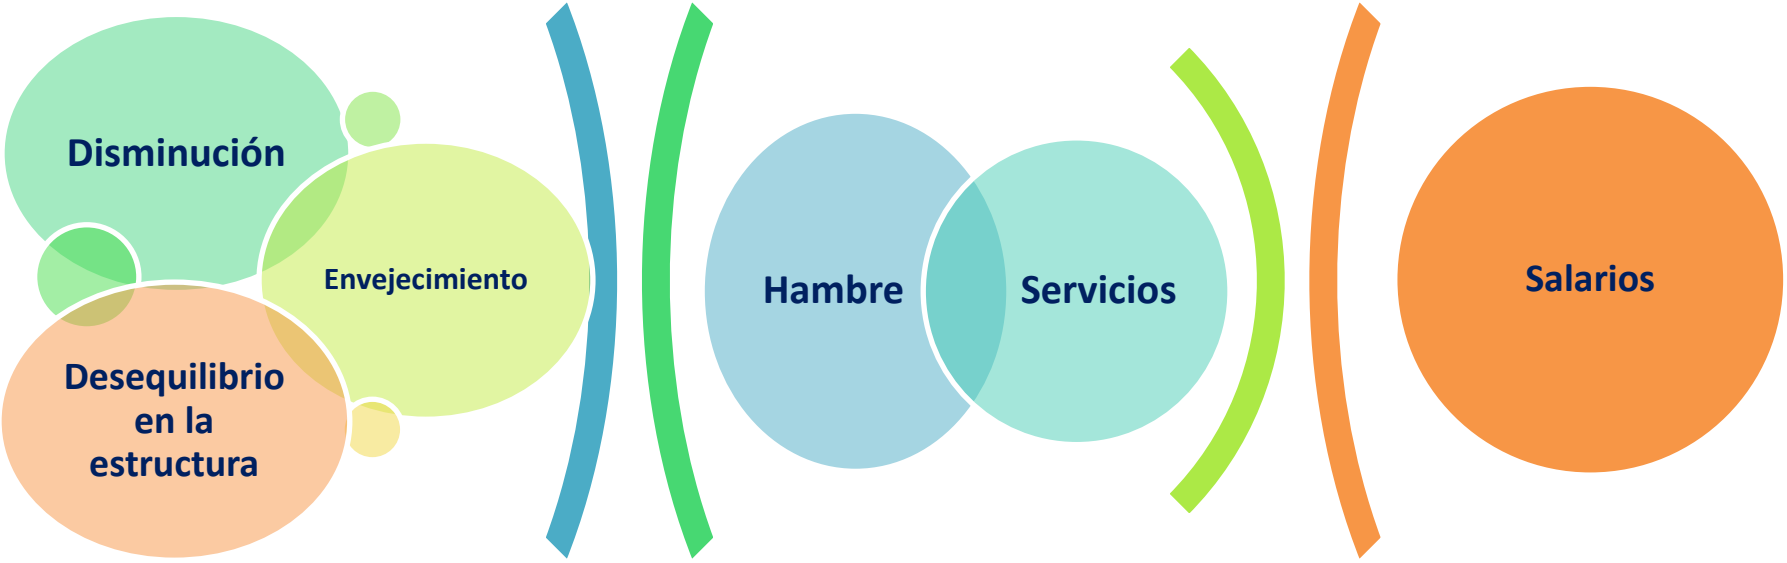 Disminución
Envejecimiento
Desequilibrio
en la
estructura
Hambre
Servicios
Salarios